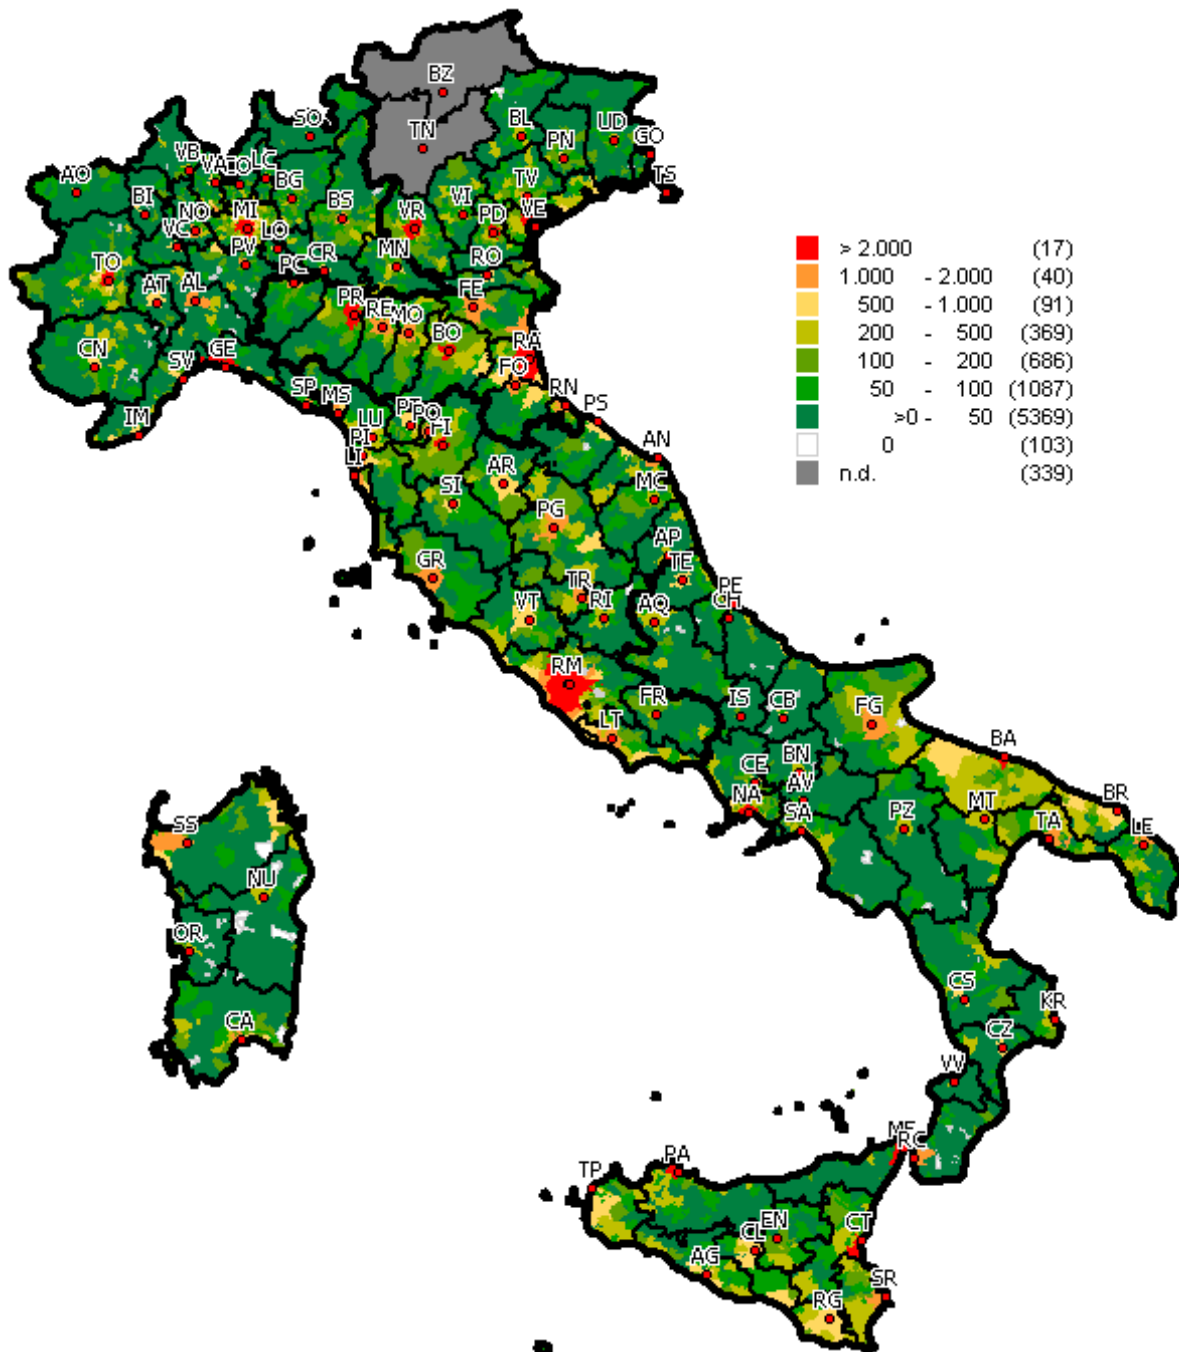 BZ
TN
SO
BL
PN
UD
GO
TS
VB
VA
CO
LC
BG
AO
BI
NO
MI
BS
VR
VI
TV
PD
VE
VC
LO
PV
CR
MN
RO
TO
PC
AT
AL
PR
RE
MO
FE
BO
RA
CN
SV
GE
FO
RN
IM
SP
MS
PS
LU
PT
PO
FI
PI
LI
AN
AR
SI
MC
PG
AP
TE
GR
TR
RI
AQ
PE
CH
VT
RM
FR
LT
IS
CB
FG
CE
BN
AV
NA
SA
BA
PZ
MT
BR
TA
LE
SS
NU
OR
CA
CS
KR
CZ
VV
ME
RC
TP
PA
CT
EN
CL
AG
SR
RG
> 2.000 (17)
1.000 - 2.000 (40)
500 - 1.000 (91)
200 - 500 (369)
100 - 200 (686)
50 - 100 (1087)
>0 - 50 (5369)
0 (103)
n.d. (339)